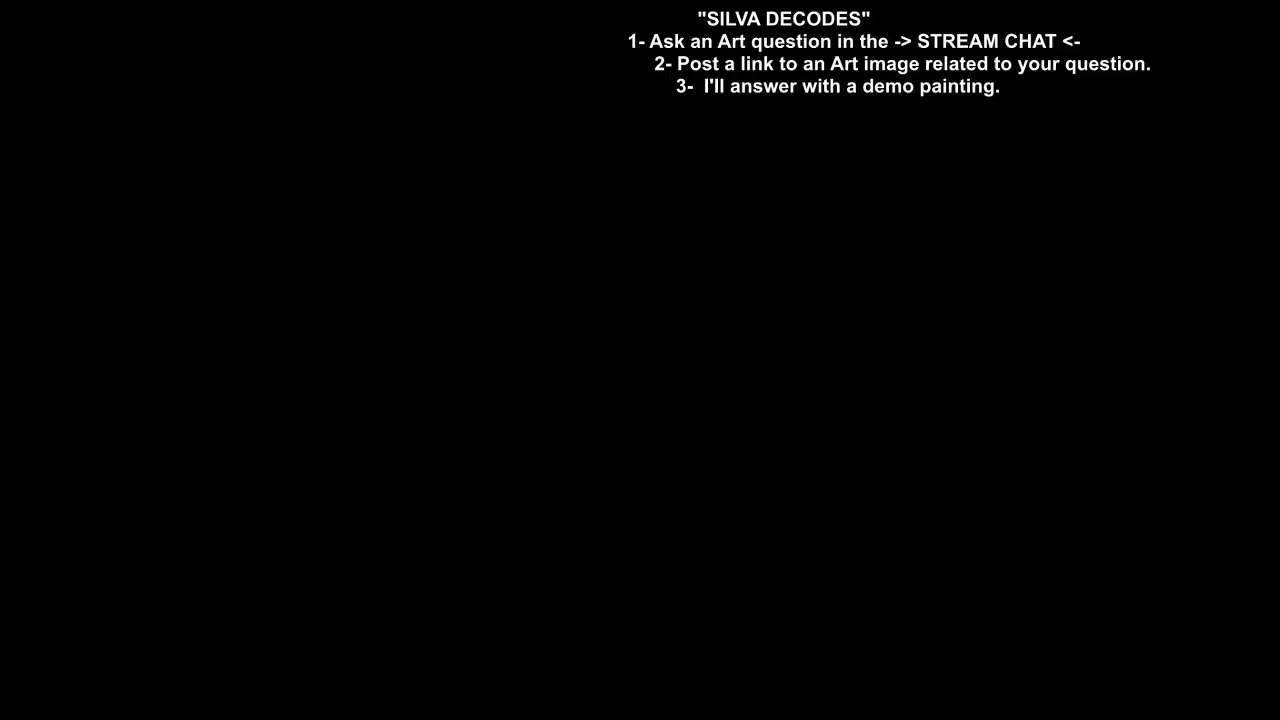 "SILVA DECODES"
1- Ask an Art question in the -> STREAM CHAT <-
2- Post a link to an Art image related to your question.
3- I'll answer with a demo painting.